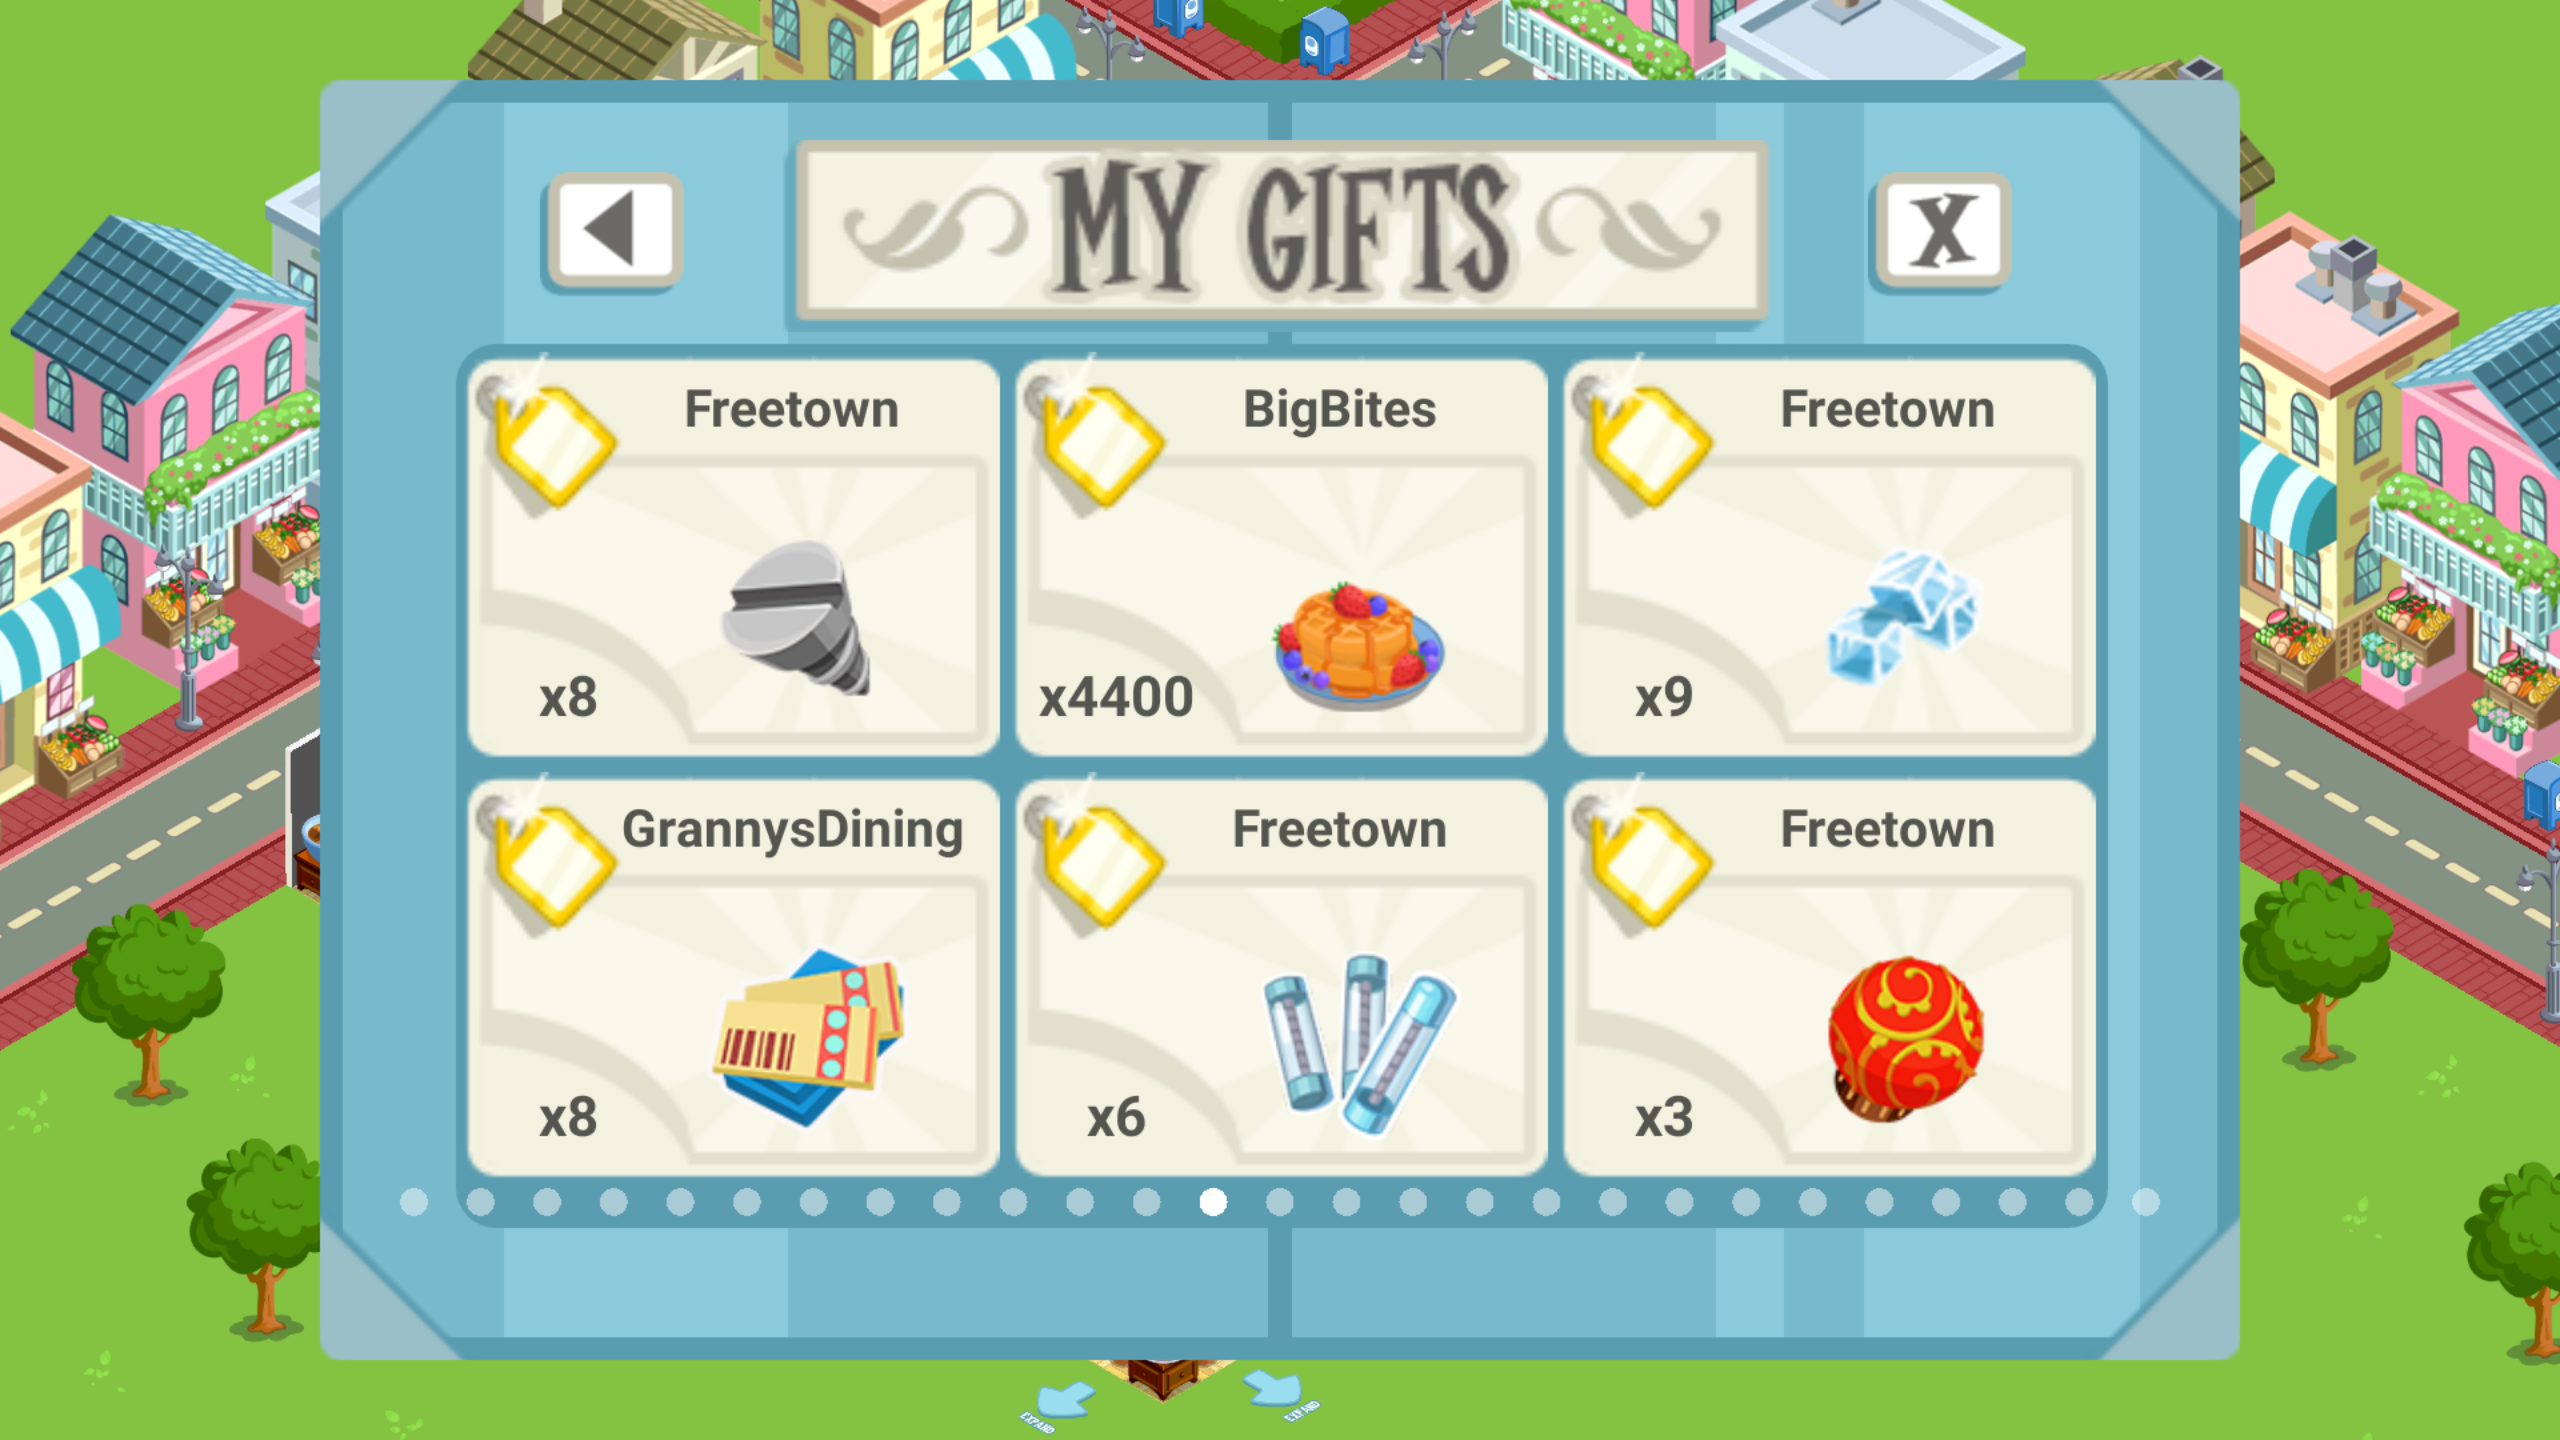 MY GIFTS
X
Freetown
x8
BigBites
x4400
Freetown
x9
GrannysDining
x8
Freetown
x6
Freetown
x3
EXPAND
EXPAND